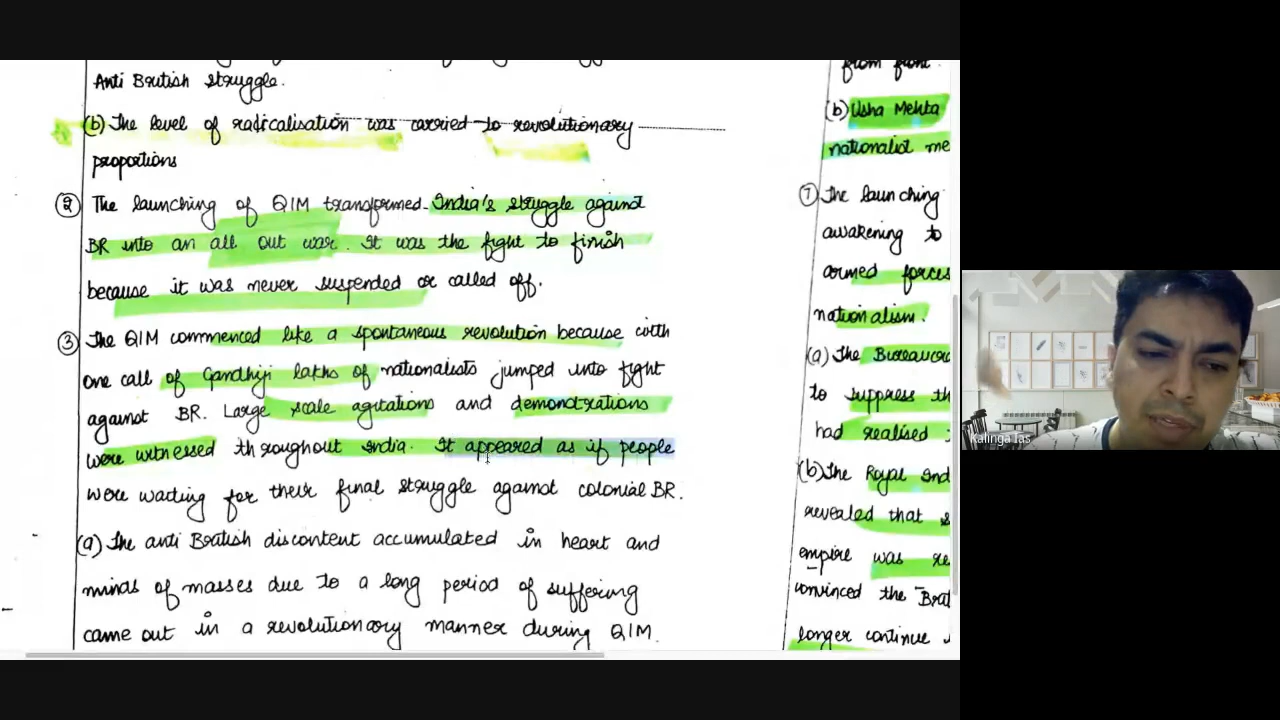 Anti British struggle.
(b) The level of radicalisation was carried to revolutionary
proportions
② The launching of QIM transformed India's struggle against
BR into an all out war. It was the fight to finish
because it was never suspended or called off.
③ The QIM commenced like a spontaneous revolution because with
one call of Gandhiji lakhs of nationalists jumped into fight
against BR. Large scale agitations and demonstrations
were witnessed throughout India. It appeared as if people
were waiting for their final struggle against colonial BR.
(a) The anti British discontent accumulated in heart and
minds of masses due to a long period of suffering
came out in a revolutionary manner during QIM.
from front.
(b) Usha Mehta
nationalist me
⑦ The launching
awakening to
armed forces
nationalism.
(a) The Bureaucra
to suppress th
had realised
(b) The Royal Ind
revealed that s
empire was re
convinced the Brit
longer continue
Kalinga Ias